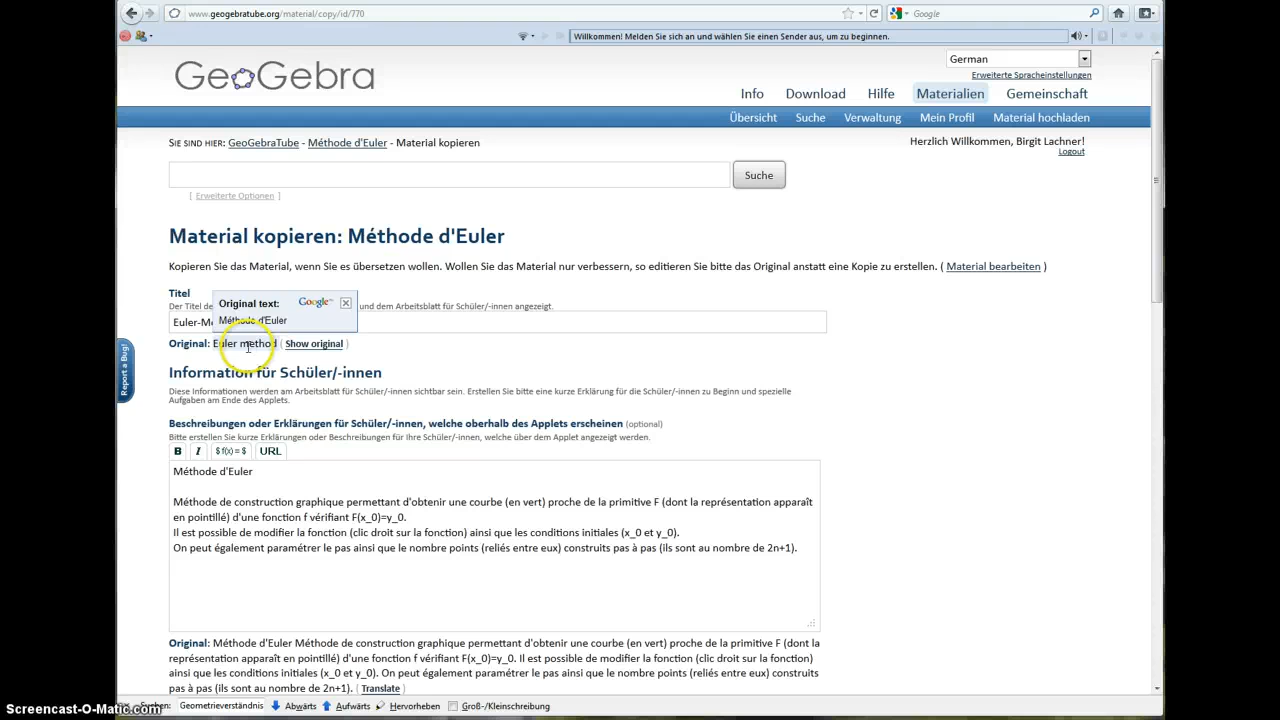 www.geogebratube.org/material/copy/id/770
Google
Willkommen! Melden Sie sich an und wählen Sie einen Sender aus, um zu beginnen.
GeoGebra
German
Erweiterte Spracheinstellungen
Info Download Hilfe Materialien Gemeinschaft
Übersicht Suche Verwaltung Mein Profil Material hochladen
SIE SIND HIER: GeoGebraTube - Méthode d'Euler - Material kopieren
Herzlich Willkommen, Birgit Lachner!
Logout
Suche
[ Erweiterte Optionen ]
Material kopieren: Méthode d'Euler
Kopieren Sie das Material, wenn Sie es übersetzen wollen. Wollen Sie das Material nur verbessern, so editieren Sie bitte das Original anstatt eine Kopie zu erstellen. ( Material bearbeiten )
Titel
Original text: Google
Méthode d'Euler
Der Titel de und dem Arbeitsblatt für Schüler/-innen angezeigt.
Euler-Me
Original: Euler method ( Show original )
Report a Bug!
Information für Schüler/-innen
Diese Informationen werden am Arbeitsblatt für Schüler/-innen sichtbar sein. Erstellen Sie bitte eine kurze Erklärung für die Schüler/-innen zu Beginn und spezielle
Aufgaben am Ende des Applets.
Beschreibungen oder Erklärungen für Schüler/-innen, welche oberhalb des Applets erscheinen (optional)
Bitte erstellen Sie kurze Erklärungen oder Beschreibungen für Ihre Schüler/-innen, welche über dem Applet angezeigt werden.
B I $ f(x) = $ URL
Méthode d'Euler
Méthode de construction graphique permettant d'obtenir une courbe (en vert) proche de la primitive F (dont la représentation apparaît
en pointillé) d'une fonction f vérifiant F(x_0)=y_0.
Il est possible de modifier la fonction (clic droit sur la fonction) ainsi que les conditions initiales (x_0 et y_0).
On peut également paramétrer le pas ainsi que le nombre points (reliés entre eux) construits pas à pas (ils sont au nombre de 2n+1).
Original: Méthode d'Euler Méthode de construction graphique permettant d'obtenir une courbe (en vert) proche de la primitive F (dont la
représentation apparaît en pointillé) d'une fonction f vérifiant F(x_0)=y_0. Il est possible de modifier la fonction (clic droit sur la fonction)
ainsi que les conditions initiales (x_0 et y_0). On peut également paramétrer le pas ainsi que le nombre points (reliés entre eux) construits
pas à pas (ils sont au nombre de 2n+1). ( Translate )
Suchen: Geometrieverständnis Abwärts Aufwärts Hervorheben Groß-/Kleinschreibung
Screencast-O-Matic.com